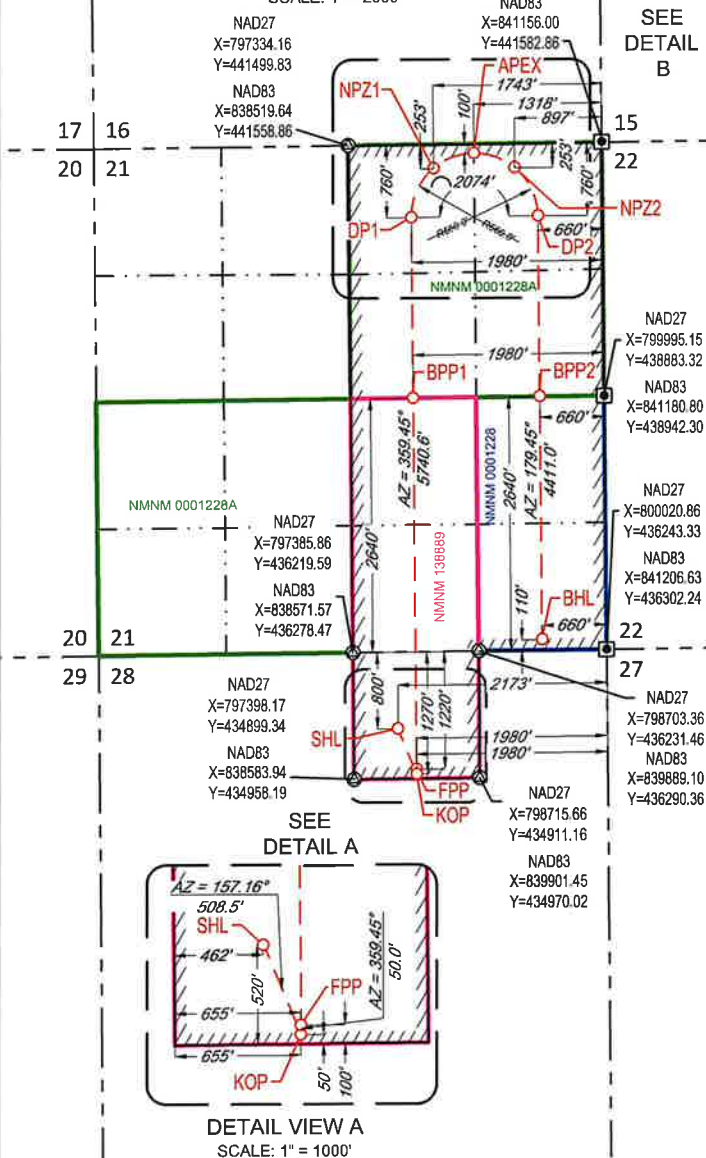 NAD27
X=797334.16
Y=441499.83
NAD83
X=838519.64
Y=441558.86
NAD83
X=841156.00
Y=441582.86
SEE
DETAIL
B
APEX
NPZ1
1743'
1318'
897'
253'
100'
253'
17 16
20 21
15
22
760'
2074'
760'
NPZ2
DP1
660'
DP2
1980'
NMNM 0001228A
NAD27
X=799995.15
Y=438883.32
NAD83
X=841180.80
Y=438942.30
1980'
BPP1
BPP2
660'
AZ = 359.45°
5740.6'
NMNM 0001228
AZ = 179.45°
4411.0'
2640'
2640'
NMNM 0001228A
NMNM 138889
NAD27
X=797385.86
Y=436219.59
NAD83
X=838571.57
Y=436278.47
NAD27
X=800020.86
Y=436243.33
NAD83
X=841206.63
Y=436302.24
110'
BHL
660'
20 21
29 28
22
27
NAD27
X=797398.17
Y=434899.34
NAD83
X=838583.94
Y=434958.19
800'
1270'
1220'
2173'
SHL
1980'
1980'
FPP
KOP
NAD27
X=798703.36
Y=436231.46
NAD83
X=839889.10
Y=436290.36
NAD27
X=798715.66
Y=434911.16
NAD83
X=839901.45
Y=434970.02
SEE
DETAIL A
AZ = 157.16°
508.5'
SHL
462'
520'
FPP
AZ = 359.45°
50.0'
655'
655'
KOP
50'
100'
DETAIL VIEW A
SCALE: 1" = 1000'